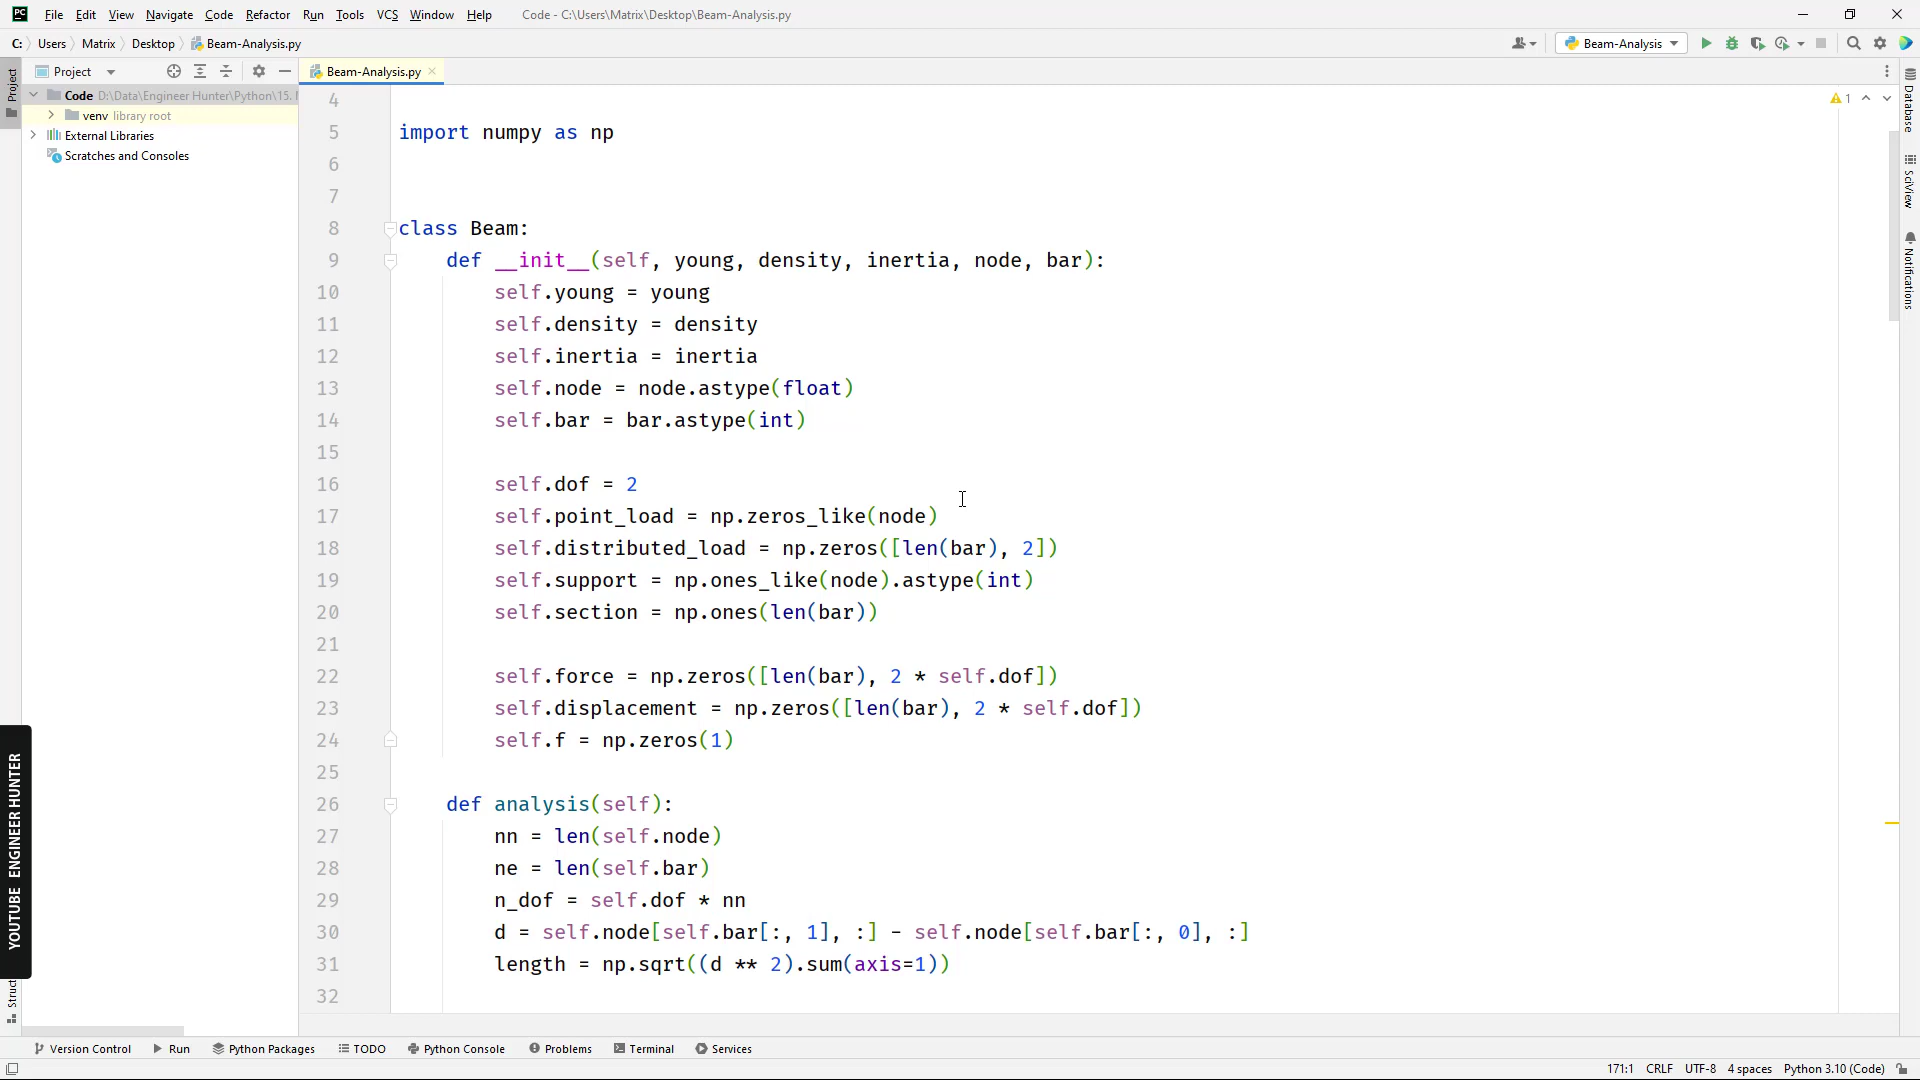 PC File Edit View Navigate Code Refactor Run Tools VCS Window Help Code - C:\Users\Matrix\Desktop\Beam-Analysis.py
C: Users Matrix Desktop Beam-Analysis.py Beam-Analysis
Project
Code D:\Data\Engineer Hunter\Python\15.
venv library root
External Libraries
Scratches and Consoles
Project
Beam-Analysis.py
1
4
5 import numpy as np
6
7
8 class Beam:
9 def __init__(self, young, density, inertia, node, bar):
10 self.young = young
11 self.density = density
12 self.inertia = inertia
13 self.node = node.astype(float)
14 self.bar = bar.astype(int)
15
16 self.dof = 2
17 self.point_load = np.zeros_like(node)
18 self.distributed_load = np.zeros([len(bar), 2])
19 self.support = np.ones_like(node).astype(int)
20 self.section = np.ones(len(bar))
21
22 self.force = np.zeros([len(bar), 2 * self.dof])
23 self.displacement = np.zeros([len(bar), 2 * self.dof])
24 self.f = np.zeros(1)
25
26 def analysis(self):
27 nn = len(self.node)
28 ne = len(self.bar)
29 n_dof = self.dof * nn
30 d = self.node[self.bar[:, 1], :] - self.node[self.bar[:, 0], :]
31 length = np.sqrt((d ** 2).sum(axis=1))
32
Database
SciView
Notifications
YOUTUBE ENGINEER HUNTER
Struct
Version Control Run Python Packages TODO Python Console Problems Terminal Services
171:1 CRLF UTF-8 4 spaces Python 3.10 (Code)